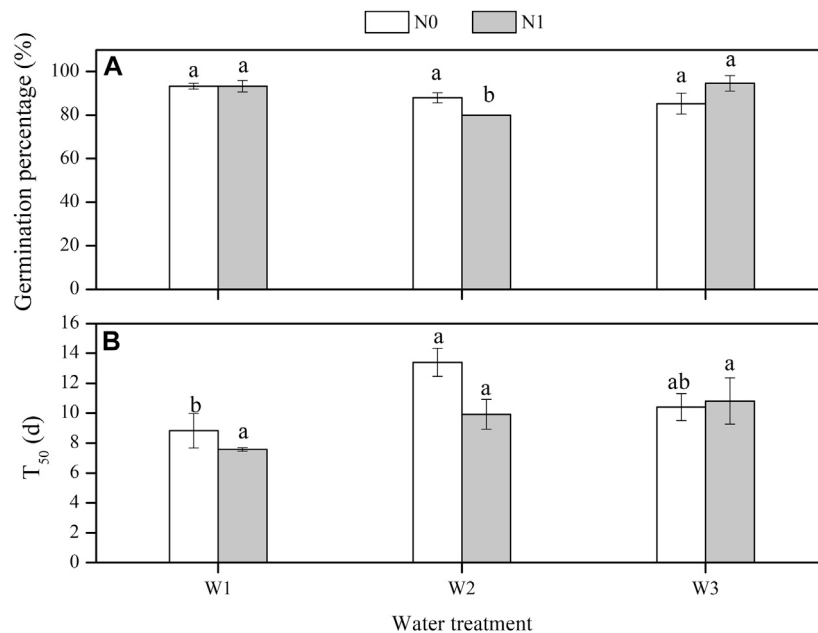 N0 N1
A
Germination percentage (%)
100
80
60
40
20
0
a a a b a a
B
T50 (d)
16
14
12
10
8
6
4
2
0
b a a a ab a
W1 W2 W3
Water treatment